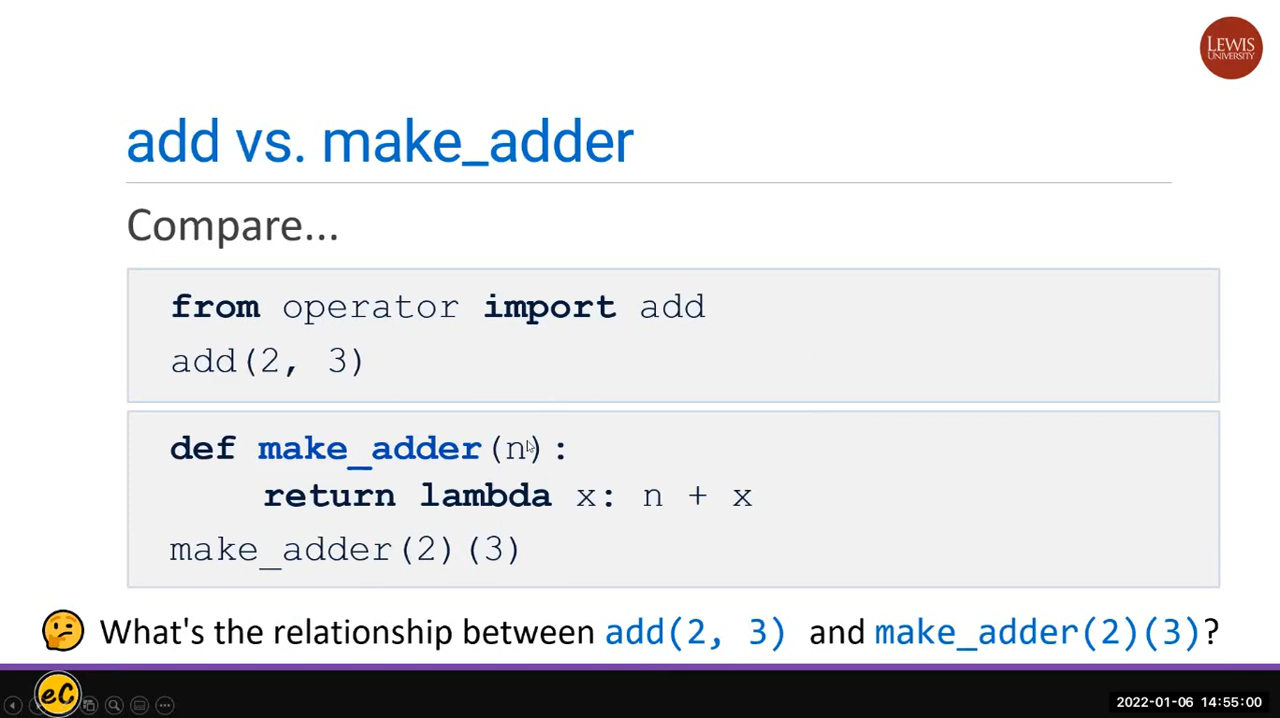 LEWIS
UNIVERSITY
add vs. make_adder
Compare...
from operator import add
add(2, 3)
def make_adder(n):
    return lambda x: n + x
make_adder(2)(3)
What's the relationship between add(2, 3) and make_adder(2)(3)?
eC
2022-01-06 14:55:00